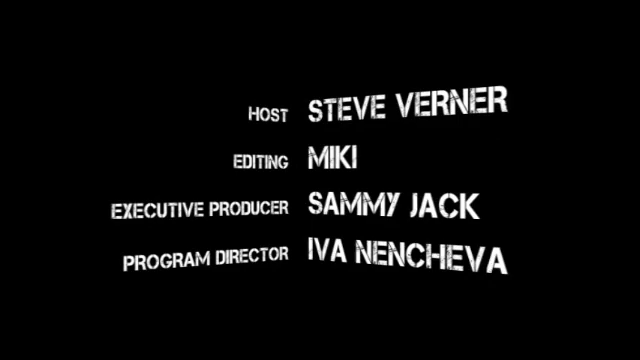 HOST STEVE VERNER
EDITING MIKI
EXECUTIVE PRODUCER SAMMY JACK
PROGRAM DIRECTOR IVA NENCHEVA